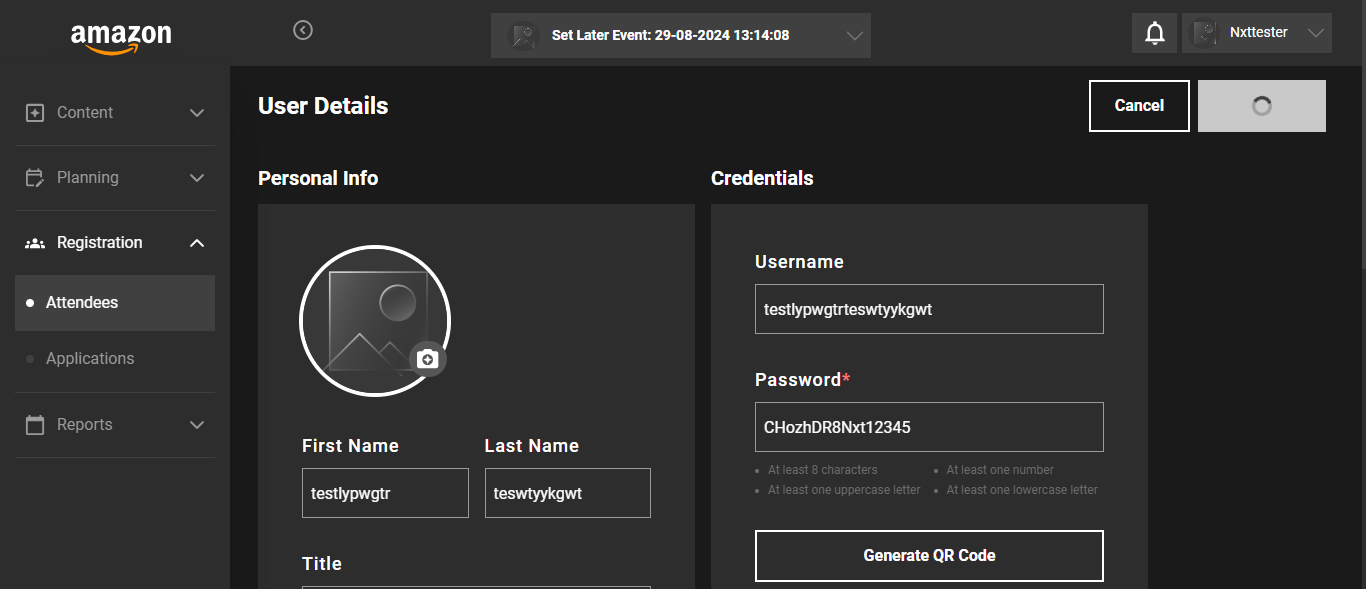 amazon
Set Later Event: 29-08-2024 13:14:08
Nxttester
Content
Planning
Registration
Attendees
Applications
Reports
User Details
Cancel
Personal Info
Credentials
Username
testlypwgtrteswtyykgwt
Password*
CHozhDR8Nxt12345
At least 8 characters
At least one number
At least one uppercase letter
At least one lowercase letter
Generate QR Code
First Name
Last Name
testlypwgtr
teswtyykgwt
Title